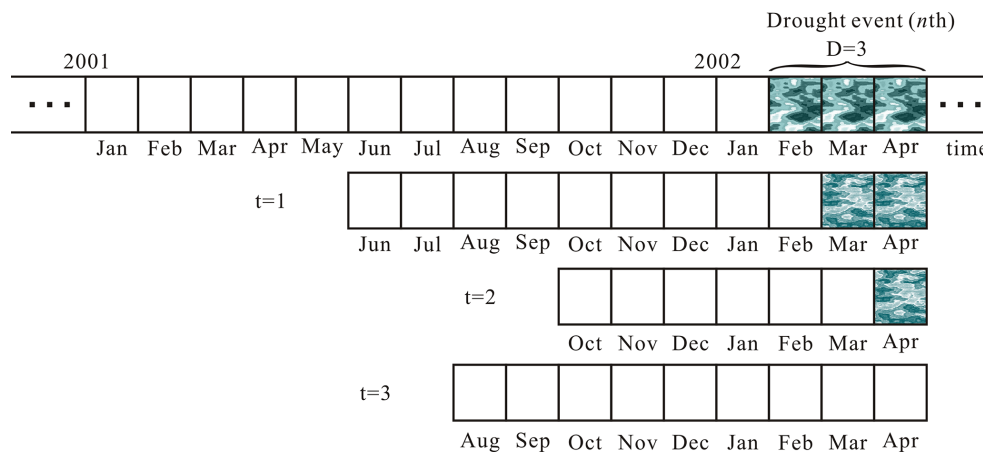 Drought event (nth)
2001 2002 D=3
Jan Feb Mar Apr May Jun Jul Aug Sep Oct Nov Dec Jan Feb Mar Apr time
t=1
Jun Jul Aug Sep Oct Nov Dec Jan Feb Mar Apr
t=2
Oct Nov Dec Jan Feb Mar Apr
t=3
Aug Sep Oct Nov Dec Jan Feb Mar Apr